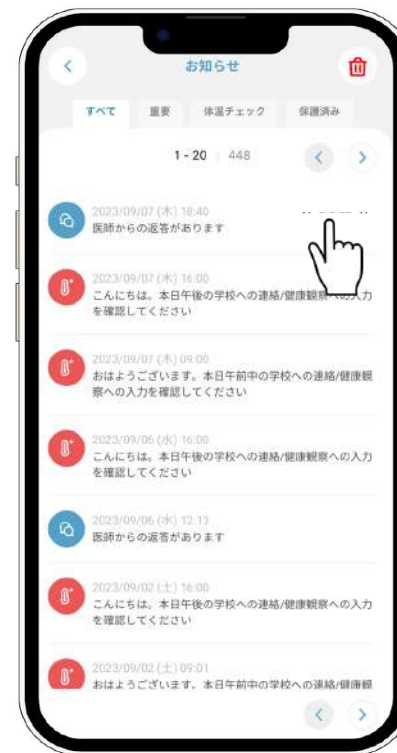 お知らせ
すべて
重要
体温チェック
保護済み
1 - 20 / 448
2023/09/07 (木) 18:40
医師からの返答があります
2023/09/07 (木) 16:00
こんにちは。本日午後の学校への連絡/健康観察への入力
を確認してください
2023/09/07 (木) 09:00
おはようございます。本日午前中の学校への連絡/健康観
察への入力を確認してください
2023/09/06 (水) 16:00
こんにちは。本日午後の学校への連絡/健康観察への入力
を確認してください
2023/09/06 (水) 12:13
医師からの返答があります
2023/09/02 (土) 16:00
こんにちは。本日午後の学校への連絡/健康観察への入力
を確認してください
2023/09/02 (土) 09:01
おはようございます。本日午前中の学校への連絡/健康観